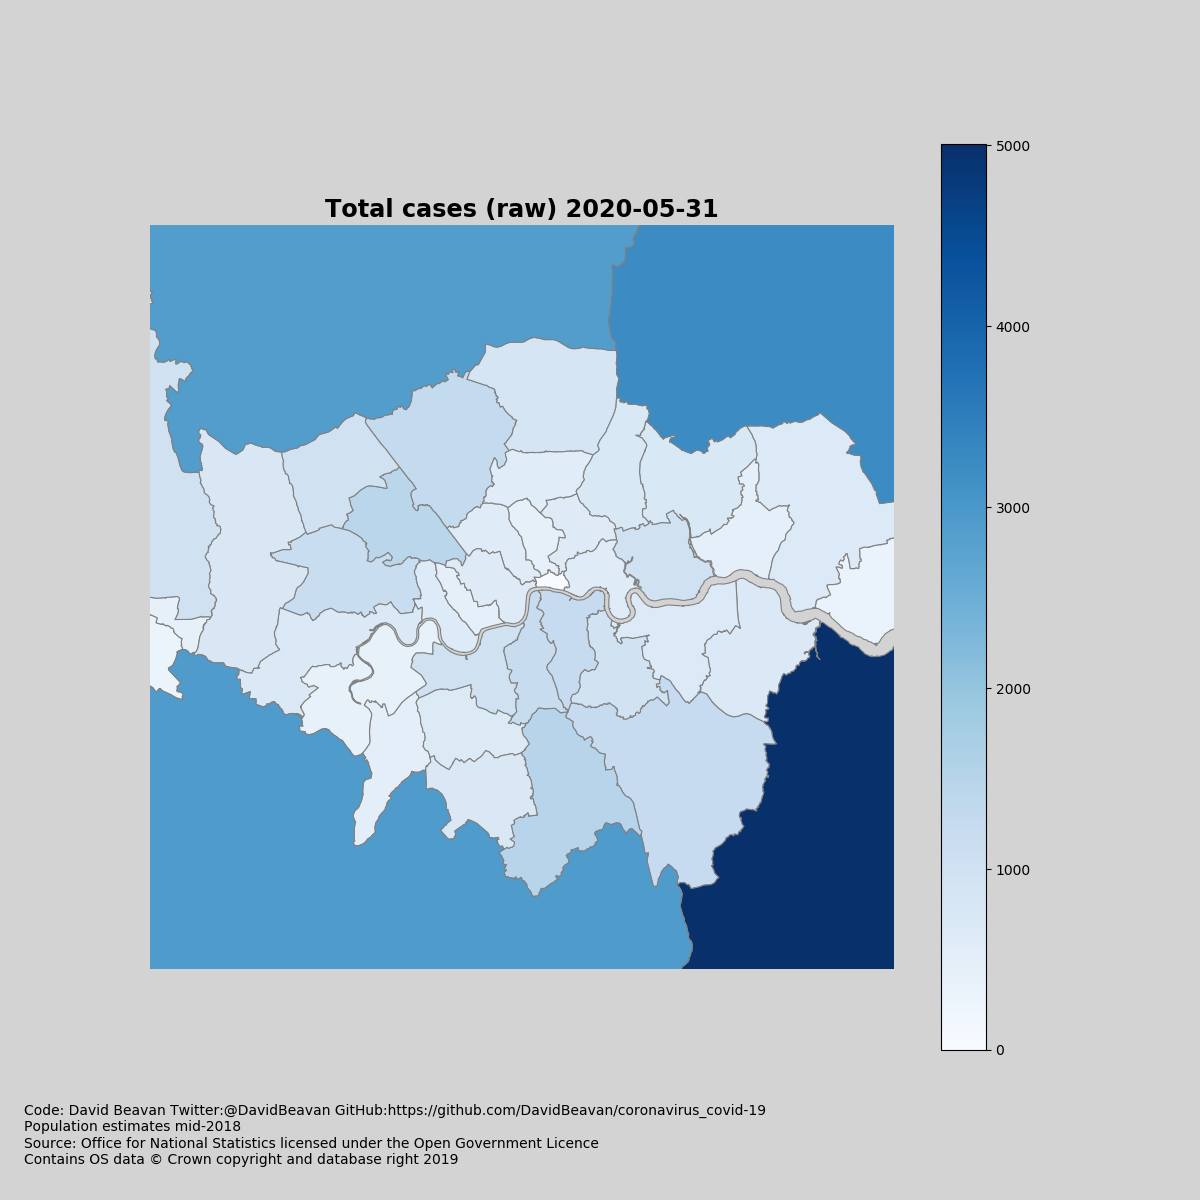 Total cases (raw) 2020-05-31
5000
4000
3000
2000
1000
0
Code: David Beavan Twitter:@DavidBeavan GitHub:https://github.com/DavidBeavan/coronavirus_covid-19
Population estimates mid-2018
Source: Office for National Statistics licensed under the Open Government Licence
Contains OS data © Crown copyright and database right 2019